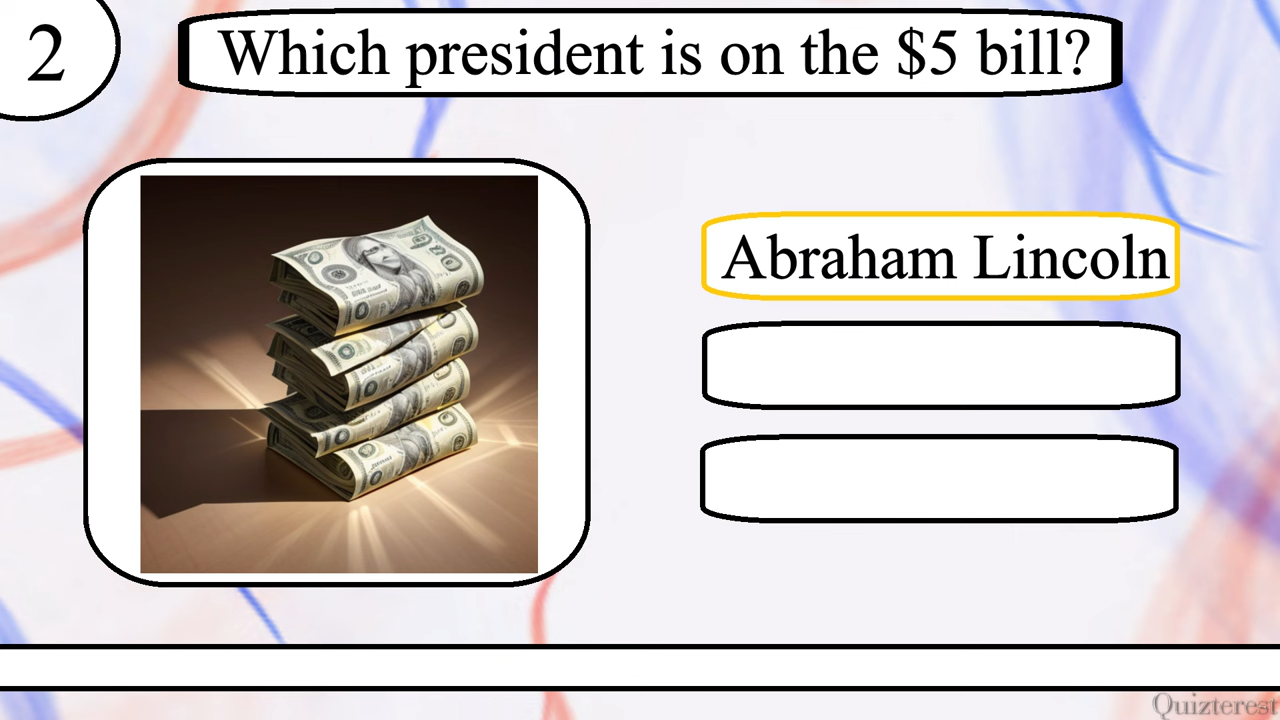 2
Which president is on the $5 bill?
Abraham Lincoln
Quizterest